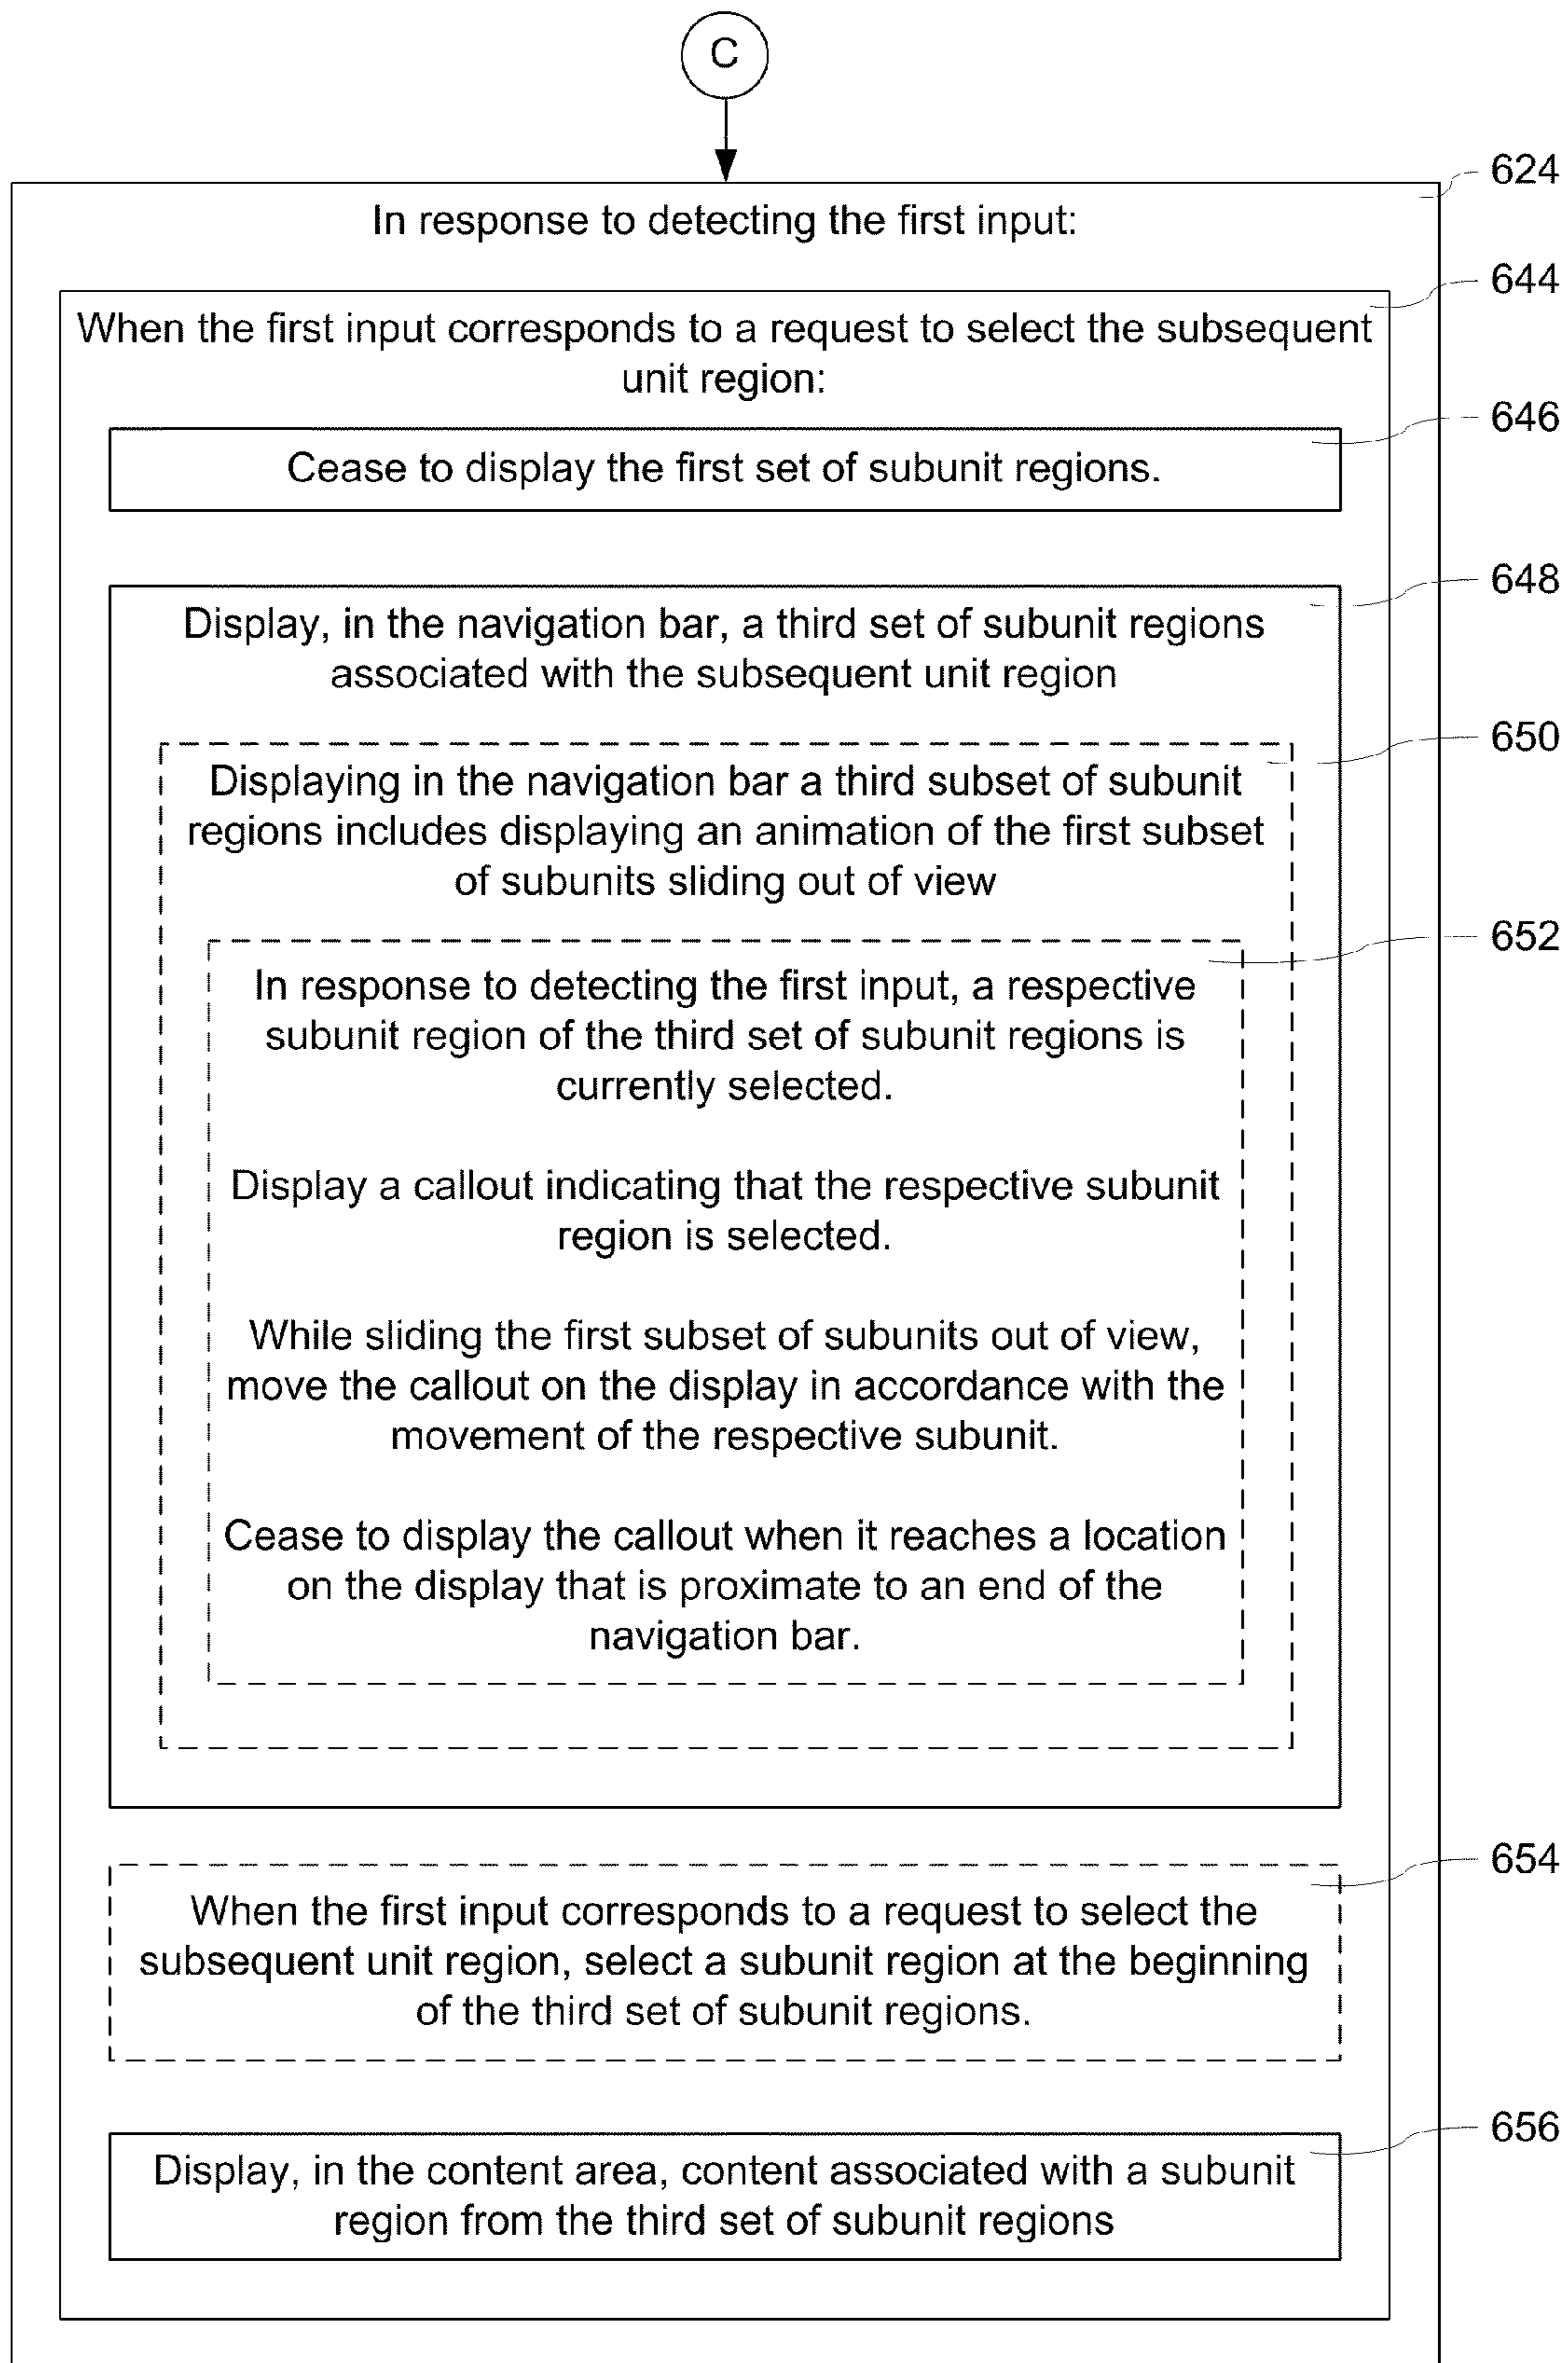 C
624
In response to detecting the first input:
644
When the first input corresponds to a request to select the subsequent
unit region:
646
Cease to display the first set of subunit regions.
648
Display, in the navigation bar, a third set of subunit regions
associated with the subsequent unit region
650
Displaying in the navigation bar a third subset of subunit
regions includes displaying an animation of the first subset
of subunits sliding out of view
652
In response to detecting the first input, a respective
subunit region of the third set of subunit regions is
currently selected.
Display a callout indicating that the respective subunit
region is selected.
While sliding the first subset of subunits out of view,
move the callout on the display in accordance with the
movement of the respective subunit.
Cease to display the callout when it reaches a location
on the display that is proximate to an end of the
navigation bar.
654
When the first input corresponds to a request to select the
subsequent unit region, select a subunit region at the beginning
of the third set of subunit regions.
656
Display, in the content area, content associated with a subunit
region from the third set of subunit regions